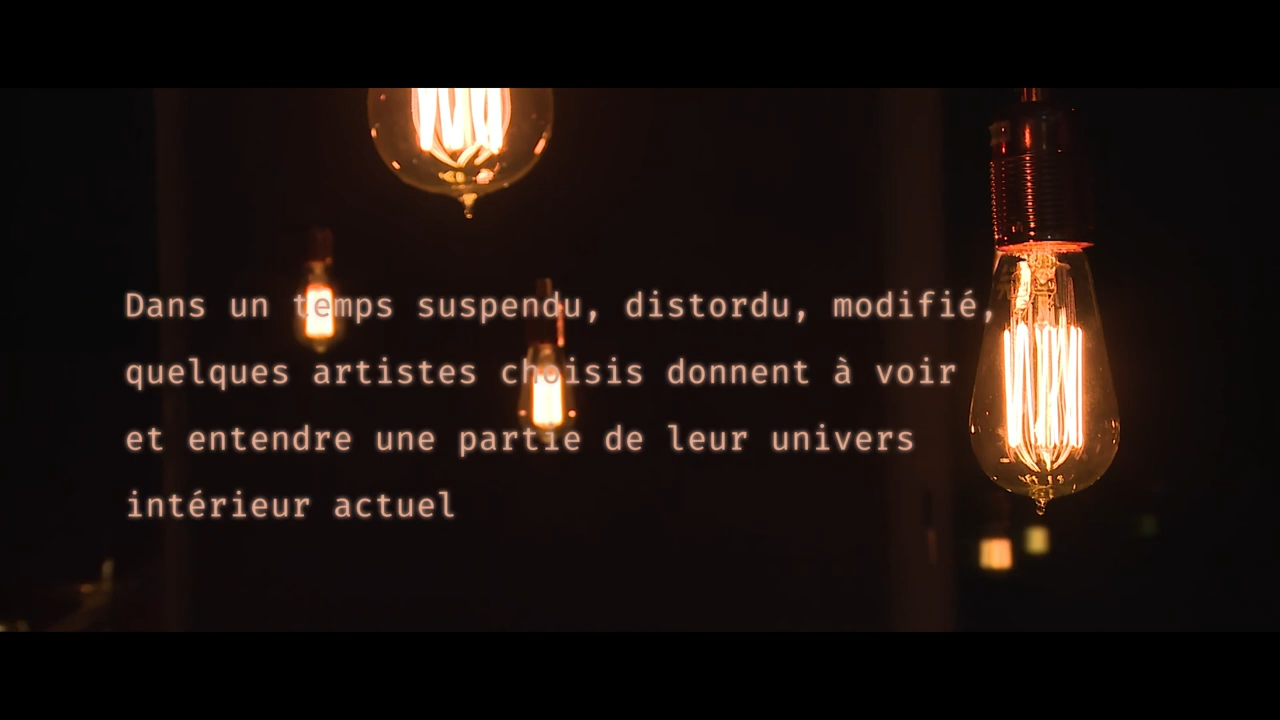 Dans un temps suspendu, distordu, modifié,
quelques artistes choisis donnent à voir
et entendre une partie de leur univers
intérieur actuel